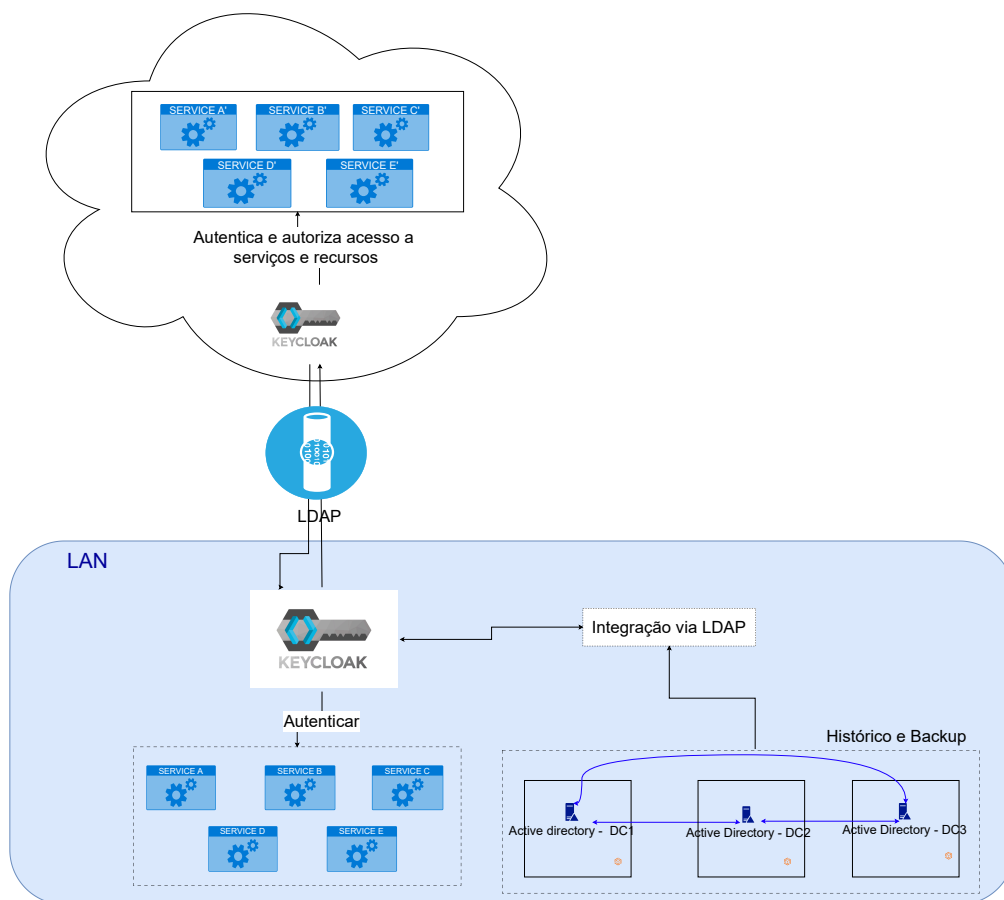 SERVICE A'
SERVICE B'
SERVICE C'
SERVICE D'
SERVICE E'
Autentica e autoriza acesso a
serviços e recursos
KEYCLOAK
LDAP
LAN
KEYCLOAK
Integração via LDAP
Autenticar
Histórico e Backup
SERVICE A
SERVICE B
SERVICE C
SERVICE D
SERVICE E
Active directory - DC1
Active Directory - DC2
Active Directory - DC3